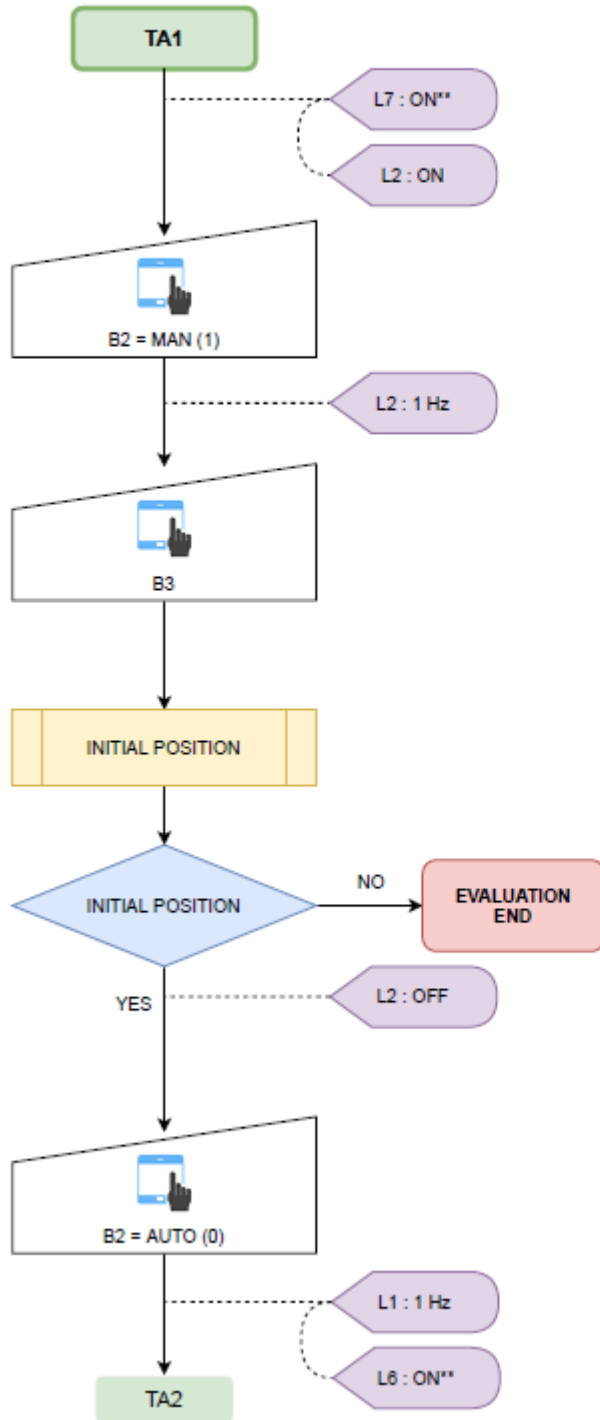 TA1
L7 : ON**
L2 : ON
B2 = MAN (1)
L2 : 1 Hz
B3
INITIAL POSITION
INITIAL POSITION
NO
EVALUATION
END
YES
L2 : OFF
B2 = AUTO (0)
L1 : 1 Hz
L6 : ON**
TA2